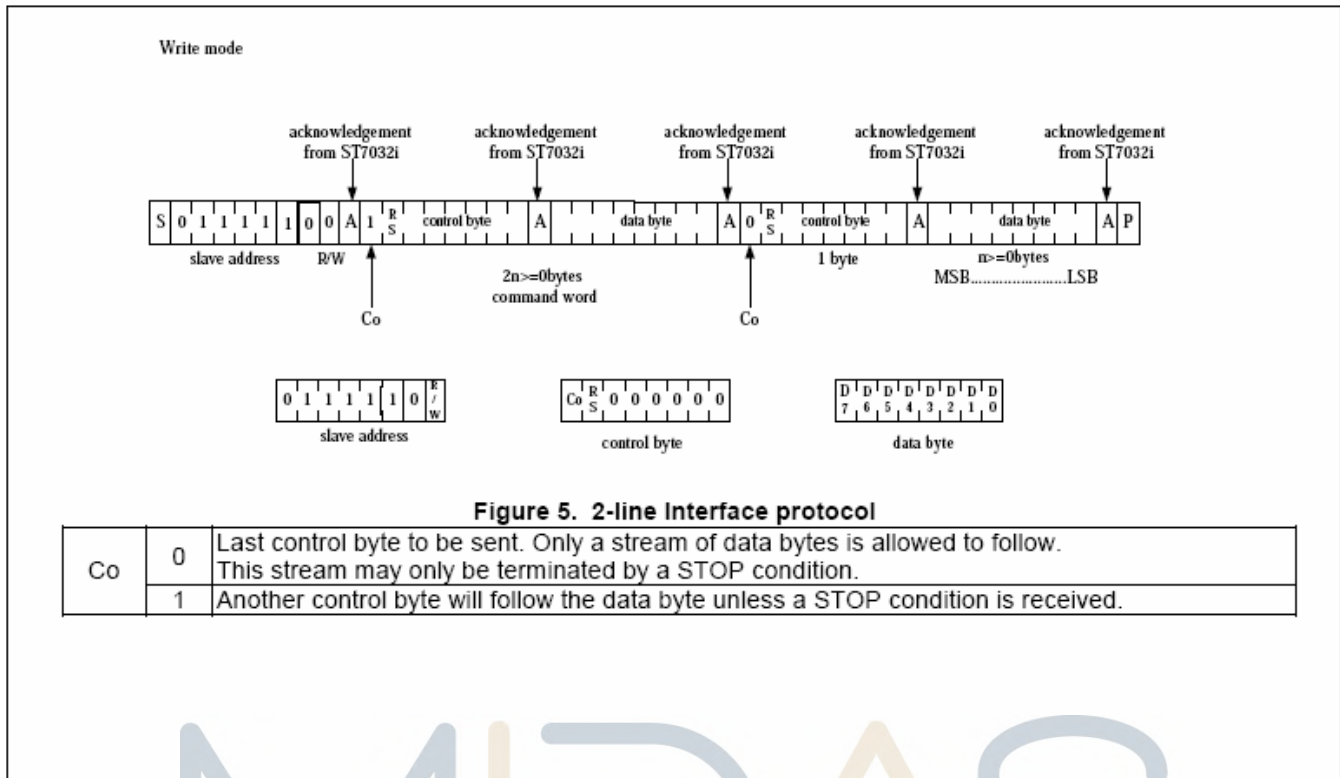 Write mode
acknowledgement acknowledgement acknowledgement acknowledgement acknowledgement
from ST7032i from ST7032i from ST7032i from ST7032i from ST7032i
S 0 1 1 1 1 1 0 0 A 1 RS control byte A data byte A 0 RS control byte A data byte A P
slave address R/W 2n>=0bytes 1 byte n>=0bytes
command word MSB........................LSB
Co Co
0 1 1 1 1 1 0 R/W Co RS 0 0 0 0 0 0 D7 D6 D5 D4 D3 D2 D1 D0
slave address control byte data byte
Figure 5. 2-line Interface protocol
Co 0 Last control byte to be sent. Only a stream of data bytes is allowed to follow.
This stream may only be terminated by a STOP condition.
1 Another control byte will follow the data byte unless a STOP condition is received.
MIDAS